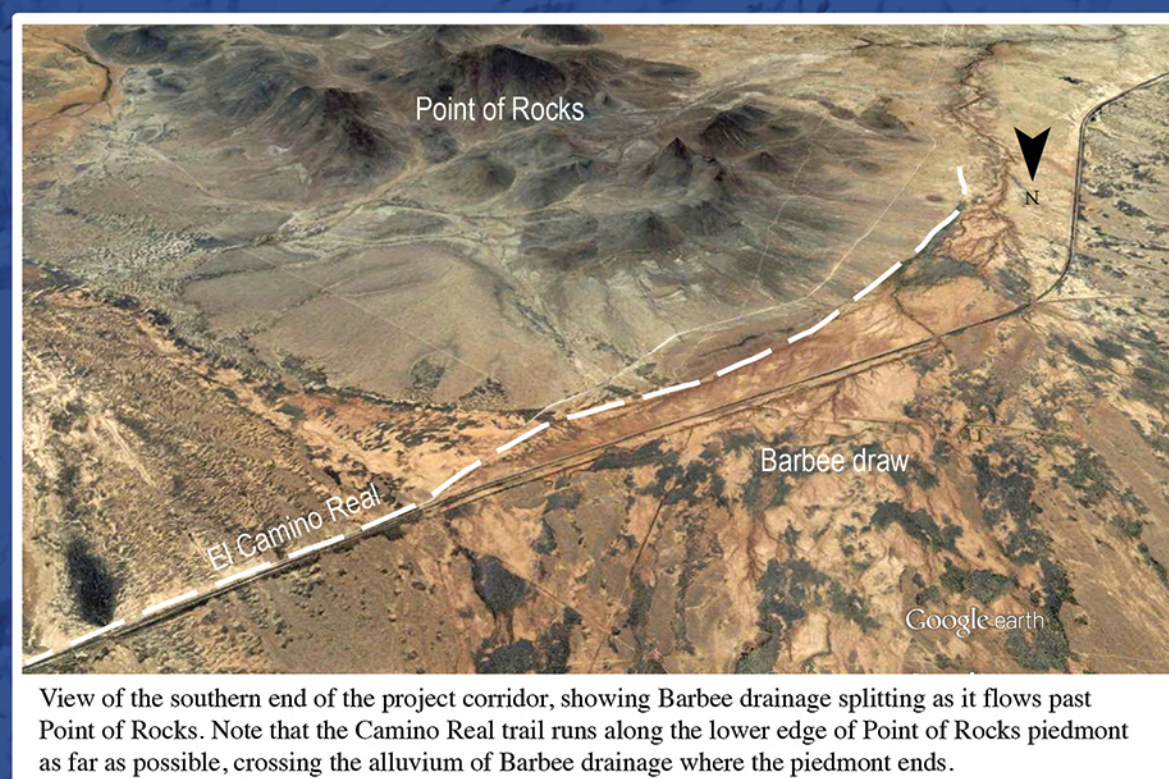 Point of Rocks
N
Barbee draw
El Camino Real
Google earth
View of the southern end of the project corridor, showing Barbee drainage splitting as it flows past
Point of Rocks. Note that the Camino Real trail runs along the lower edge of Point of Rocks piedmont
as far as possible, crossing the alluvium of Barbee drainage where the piedmont ends.